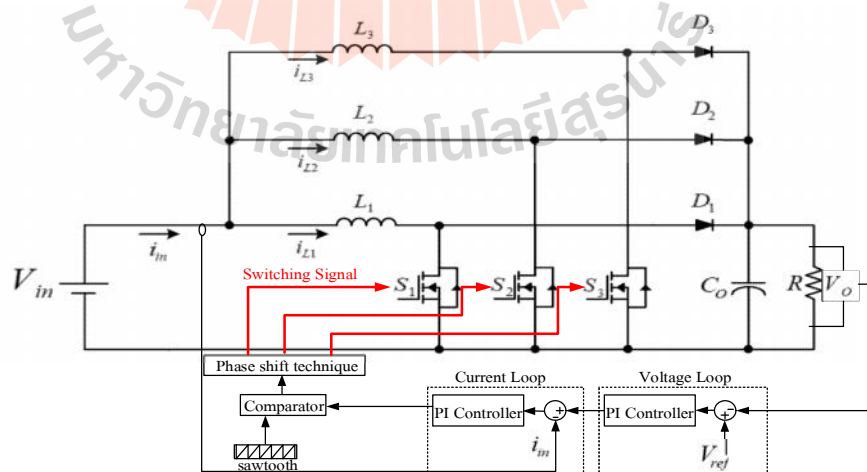 L3
D3
iL3
มหาวิทยาลัยเทคโนโลยีสุรนารี
L2
D2
iL2
L1
D1
iin
iL1
Vin
Switching Signal
S1
S2
S3
CO
R
VO
Phase shift technique
Current Loop
Voltage Loop
Comparator
PI Controller
+
-
PI Controller
-
+
sawtooth
iin
Vref